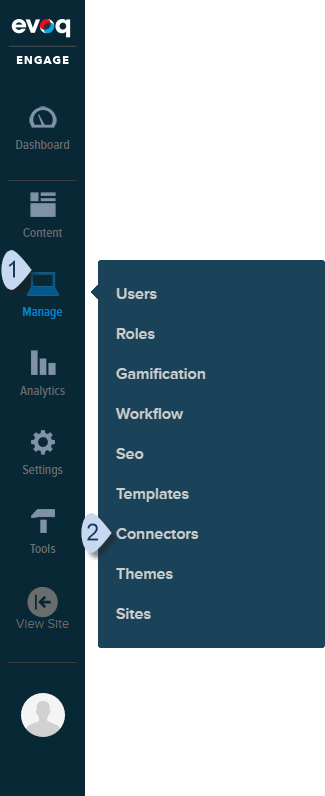 evoq
ENGAGE
Dashboard
Content
1
Manage
Analytics
Settings
Tools
View Site
Users
Roles
Gamification
Workflow
Seo
Templates
2
Connectors
Themes
Sites